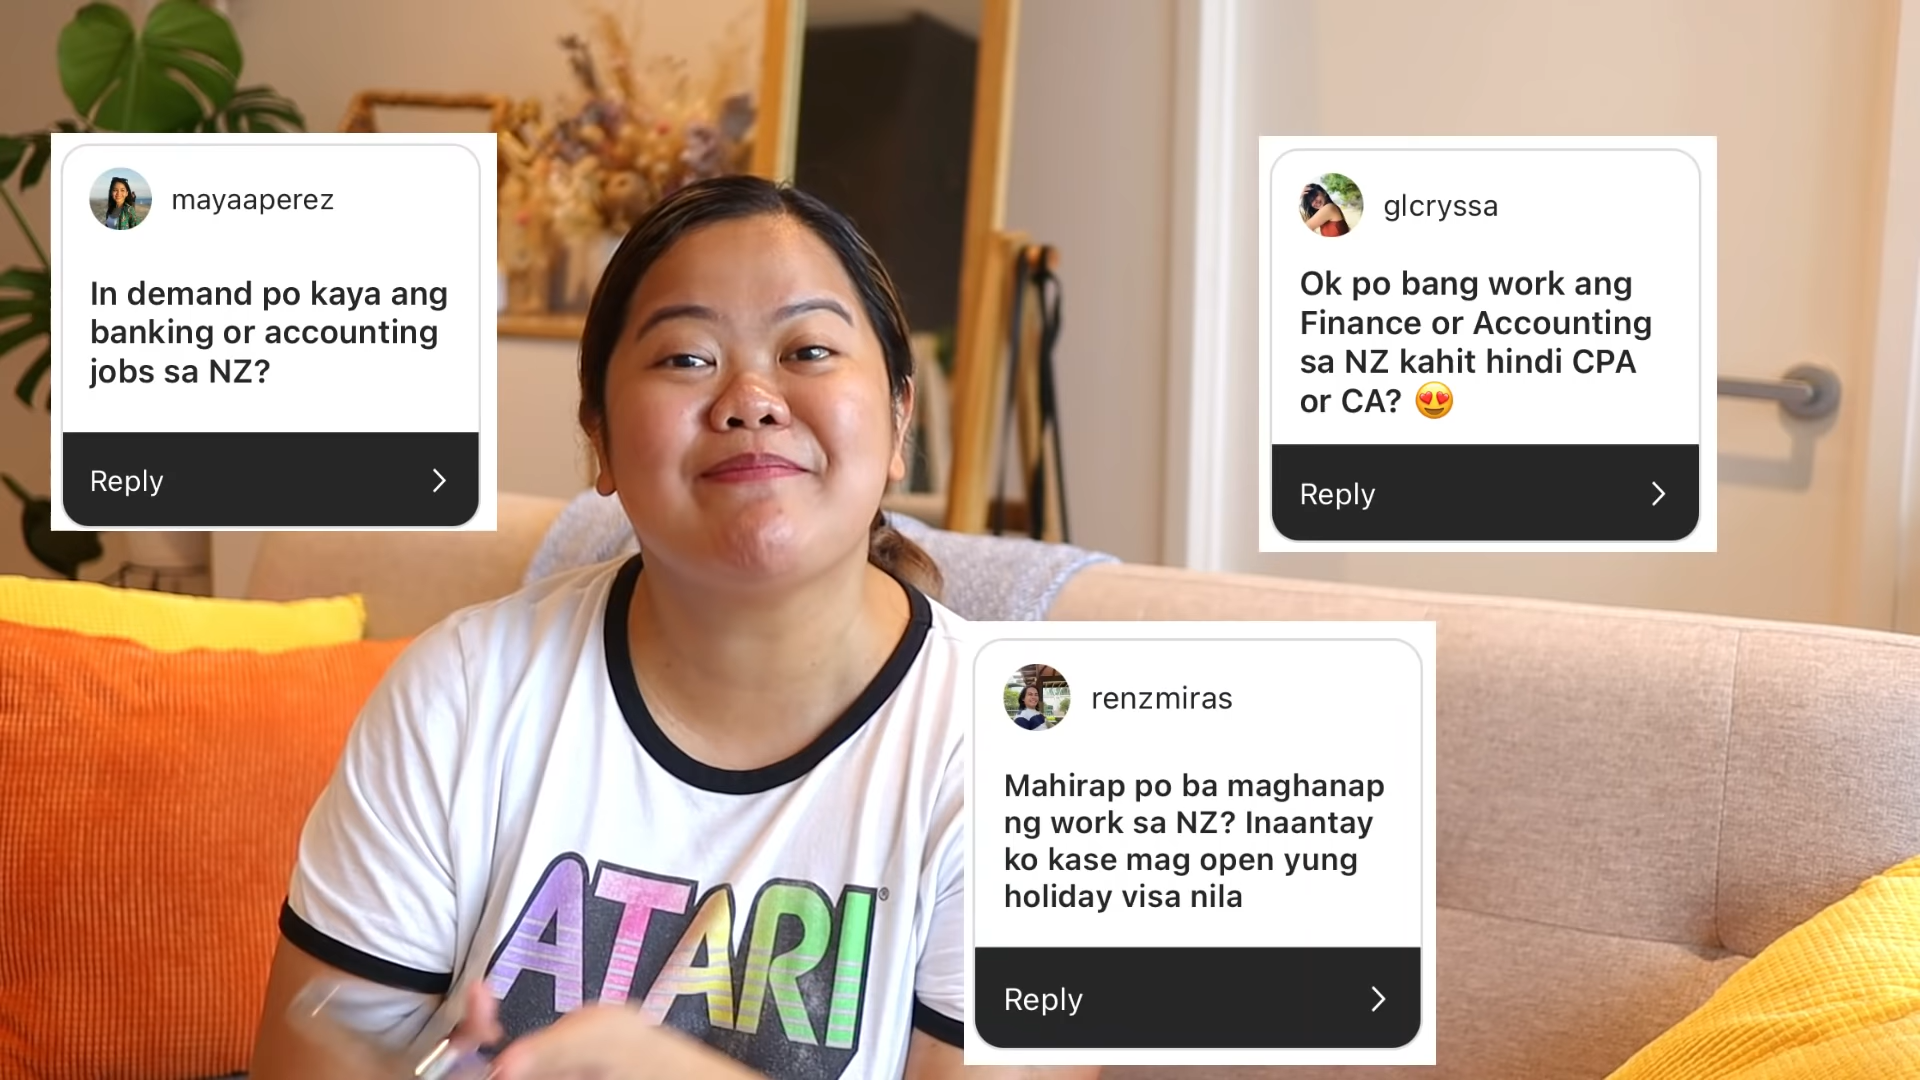 mayaaperez
In demand po kaya ang
banking or accounting
jobs sa NZ?
Reply
glcryssa
Ok po bang work ang
Finance or Accounting
sa NZ kahit hindi CPA
or CA? 😍
Reply
renzmiras
Mahirap po ba maghanap
ng work sa NZ? Inaantay
ko kase mag open yung
holiday visa nila
Reply
ATARI®